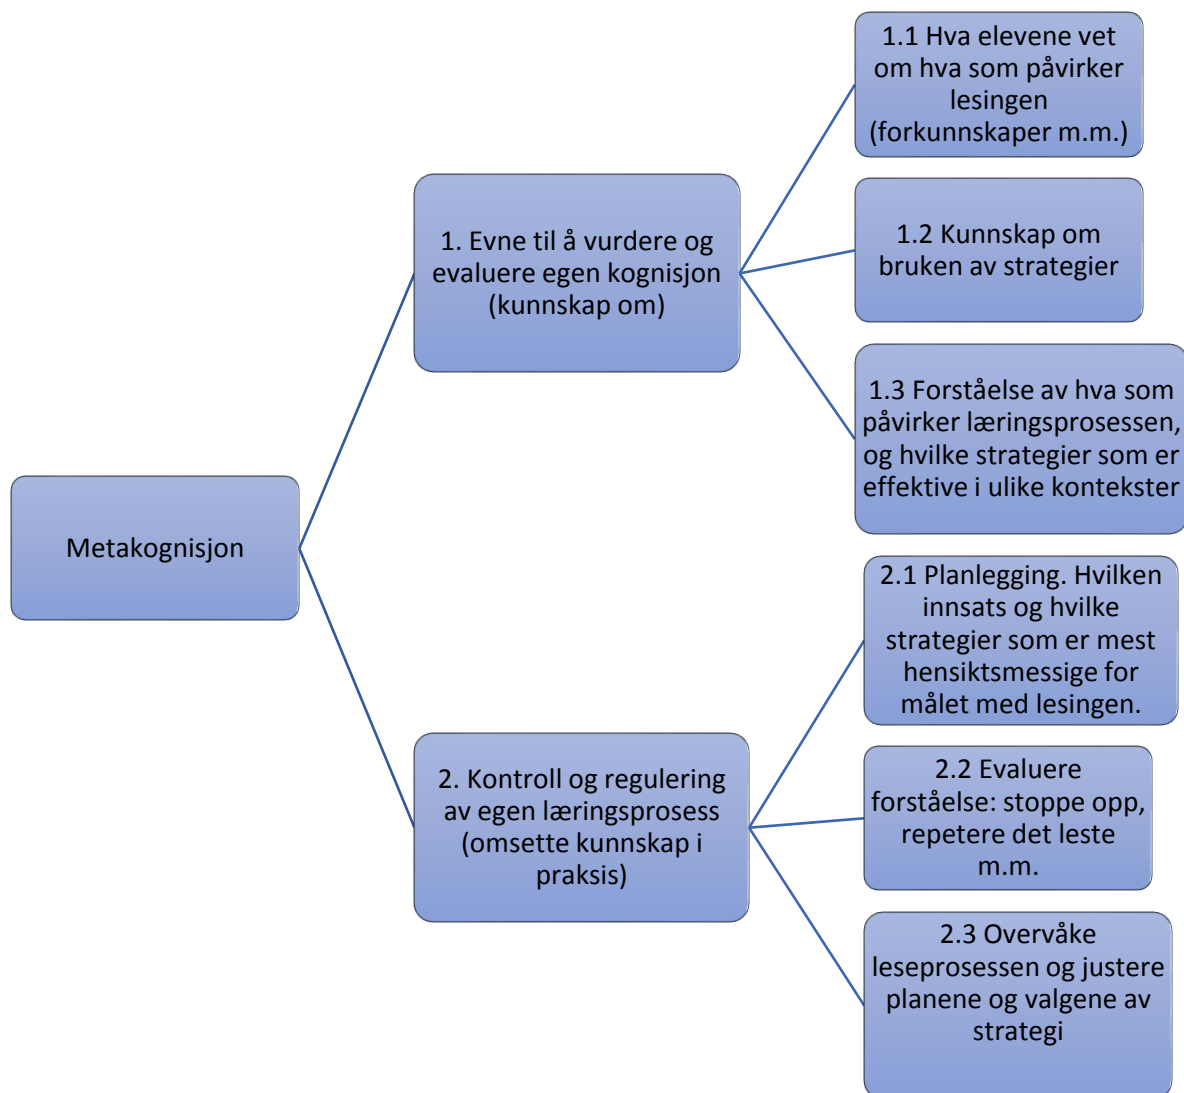 Metakognisjon
1. Evne til å vurdere og
evaluere egen kognisjon
(kunnskap om)
1.1 Hva elevene vet
om hva som påvirker
lesingen
(forkunnskaper m.m.)
1.2 Kunnskap om
bruken av strategier
1.3 Forståelse av hva som
påvirker læringsprosessen,
og hvilke strategier som er
effektive i ulike kontekster
2. Kontroll og regulering
av egen læringsprosess
(omsette kunnskap i
praksis)
2.1 Planlegging. Hvilken
innsats og hvilke
strategier som er mest
hensiktsmessige for
målet med lesingen.
2.2 Evaluere
forståelse: stoppe opp,
repetere det leste
m.m.
2.3 Overvåke
leseprosessen og justere
planene og valgene av
strategi